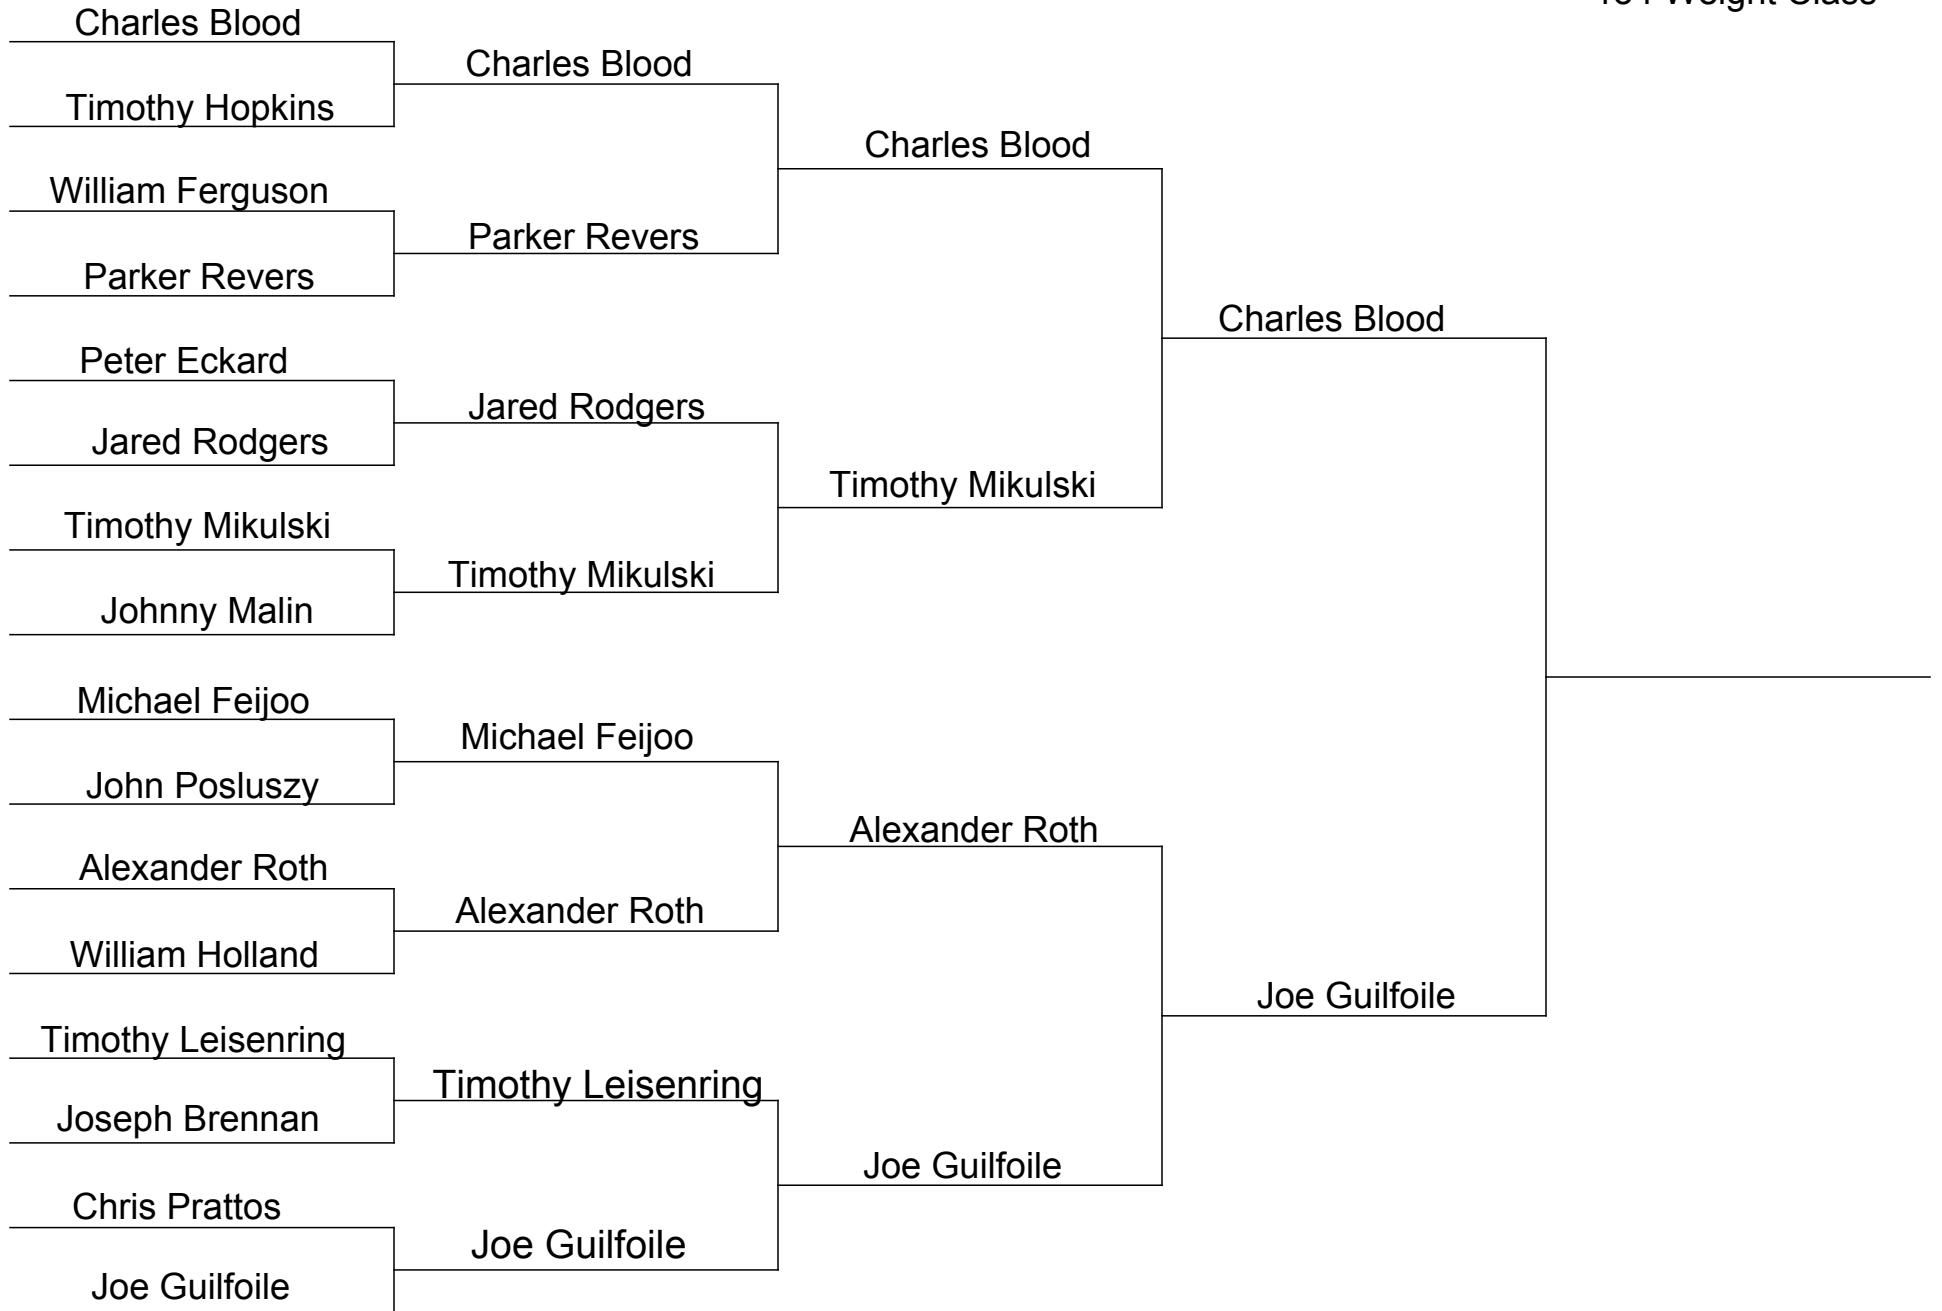 Weight Class
Charles Blood
Timothy Hopkins
William Ferguson
Parker Revers
Peter Eckard
Jared Rodgers
Timothy Mikulski
Johnny Malin
Michael Feijoo
John Posluszy
Alexander Roth
William Holland
Timothy Leisenring
Joseph Brennan
Chris Prattos
Joe Guilfoile
Charles Blood
Parker Revers
Jared Rodgers
Timothy Mikulski
Michael Feijoo
Alexander Roth
Timothy Leisenring
Joe Guilfoile
Charles Blood
Timothy Mikulski
Alexander Roth
Joe Guilfoile
Charles Blood
Joe Guilfoile